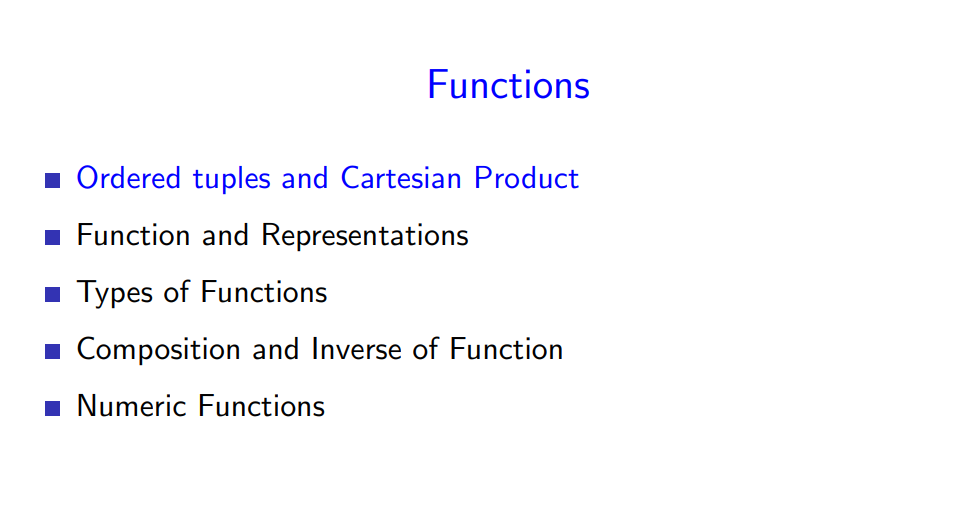 Functions
Ordered tuples and Cartesian Product
Function and Representations
Types of Functions
Composition and Inverse of Function
Numeric Functions